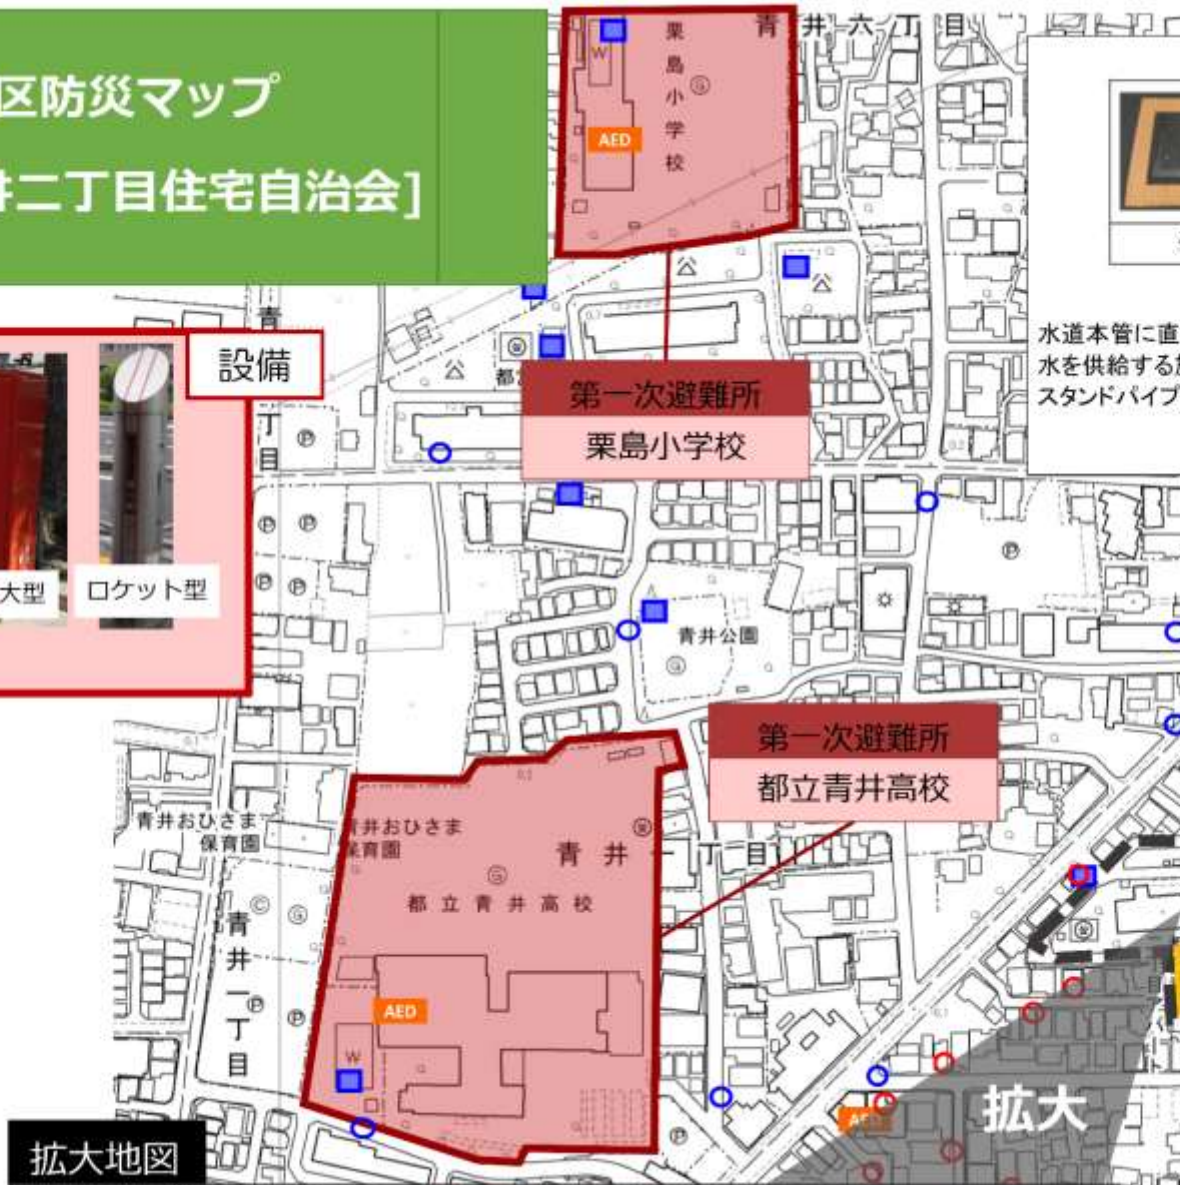 区防災マップ
井二丁目住宅自治会]
栗島小学校
青井六丁目
W
G
AED
水道本管に直
水を供給する
スタンドパイプ
設備
大型
ロケット型
第一次避難所
栗島小学校
青井公園
G
P
P
P
P
P
P
P
第一次避難所
都立青井高校
青井おひさま
保育園
青井おひさま
保育園
青井
丁目
G
都立青井高校
C
G
青井一丁目
P
P
AED
W
P
拡大
拡大地図